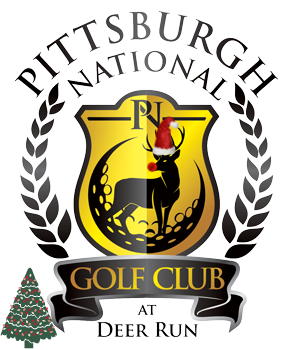 PITTSBURGH
NATIONAL
PN
GOLF CLUB
AT
DEER RUN